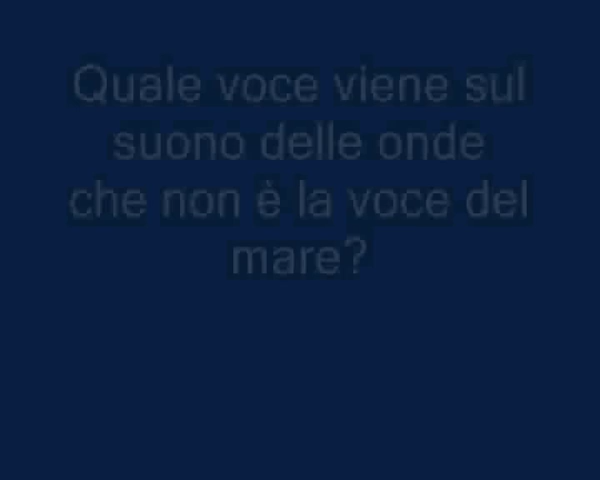 Quale voce viene sul
suono delle onde
che non è la voce del
mare?